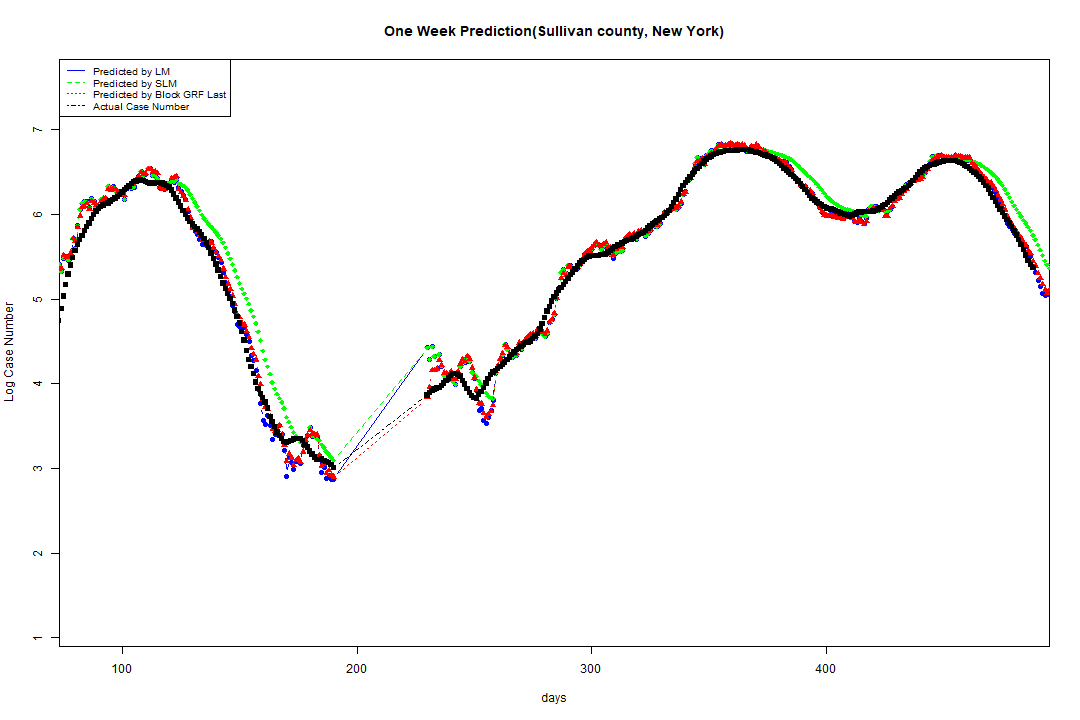 One Week Prediction(Sullivan county, New York)
Predicted by LM
Predicted by SLM
Predicted by Block GRF Last
Actual Case Number
7
6
5
4
3
2
1
Log Case Number
100 200 300 400
days